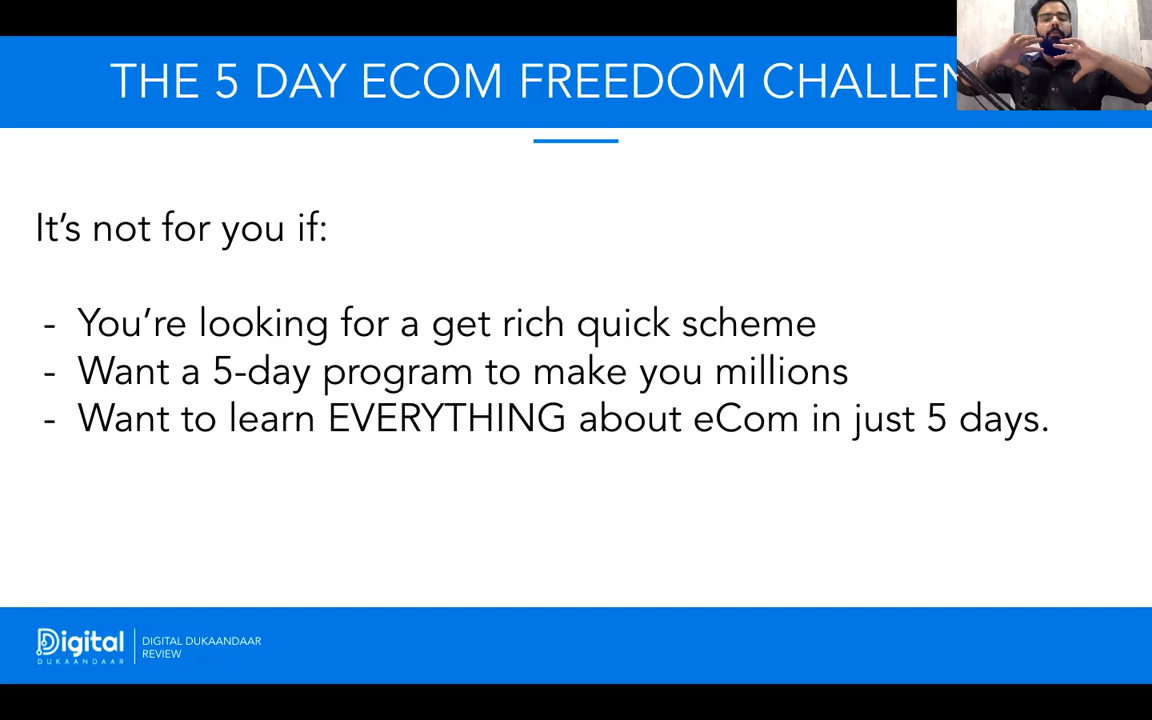 THE 5 DAY ECOM FREEDOM CHALLEN
It's not for you if:
- You're looking for a get rich quick scheme
- Want a 5-day program to make you millions
- Want to learn EVERYTHING about eCom in just 5 days.
Digital
DUKAANDAAR
DIGITAL DUKAANDAAR
REVIEW